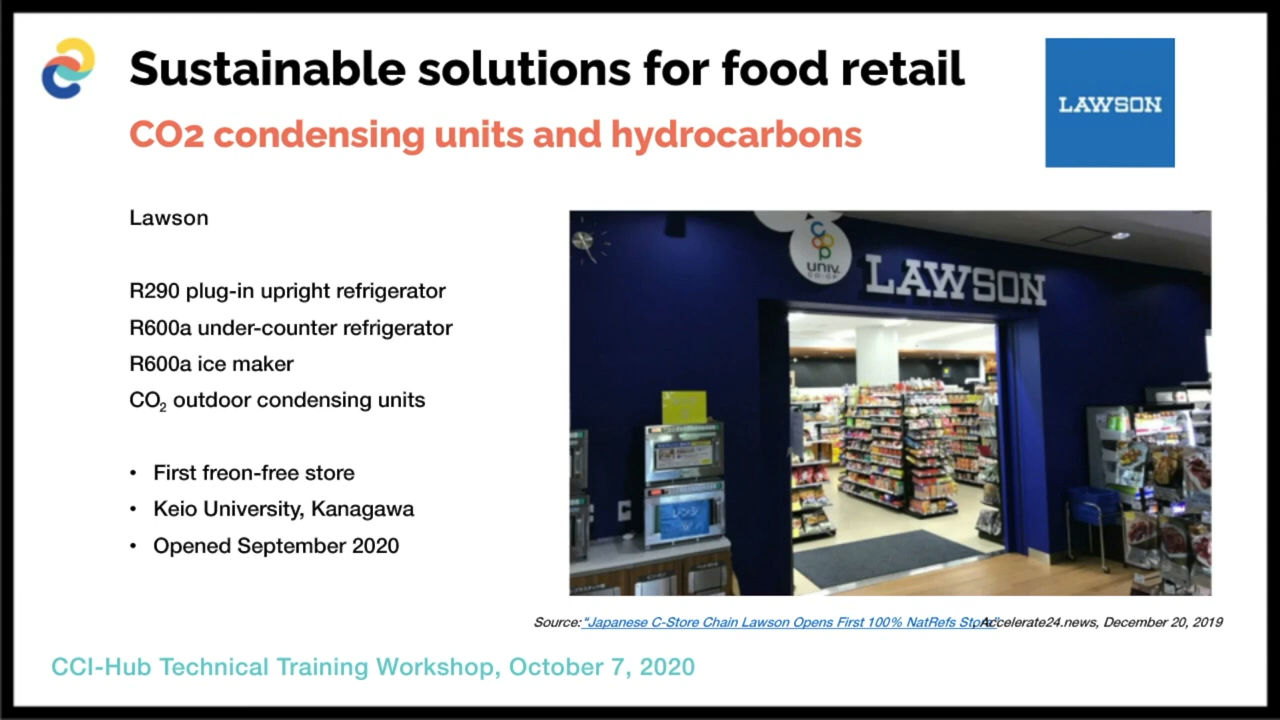 Sustainable solutions for food retail
LAWSON
CO2 condensing units and hydrocarbons
Lawson
R290 plug-in upright refrigerator
R600a under-counter refrigerator
R600a ice maker
CO₂ outdoor condensing units
• First freon-free store
• Keio University, Kanagawa
• Opened September 2020
univ.
CO-OP
LAWSON
Source: "Japanese C-Store Chain Lawson Opens First 100% NatRefs Store", Accelerate24.news, December 20, 2019
CCI-Hub Technical Training Workshop, October 7, 2020